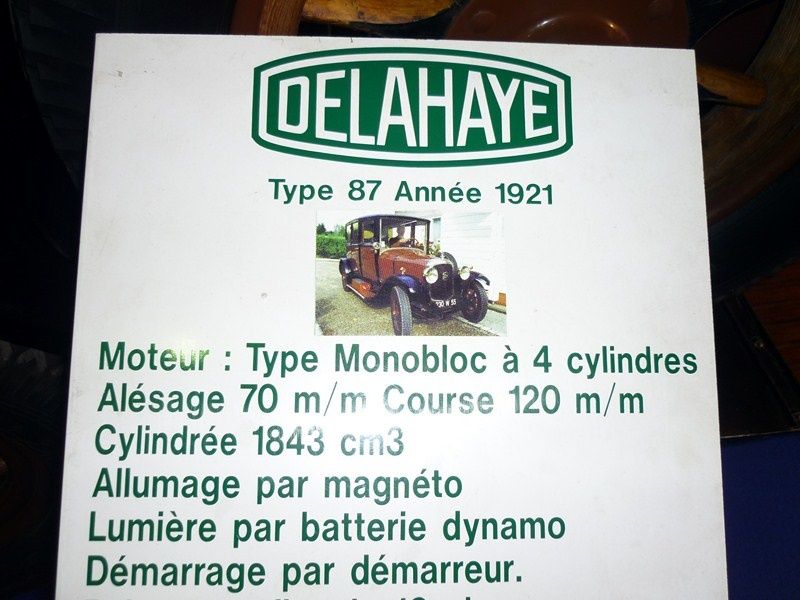 DELAHAYE
Type 87 Année 1921
Moteur : Type Monobloc à 4 cylindres
Alésage 70 m/m Course 120 m/m
Cylindrée 1843 cm3
Allumage par magnéto
Lumière par batterie dynamo
Démarrage par démarreur.